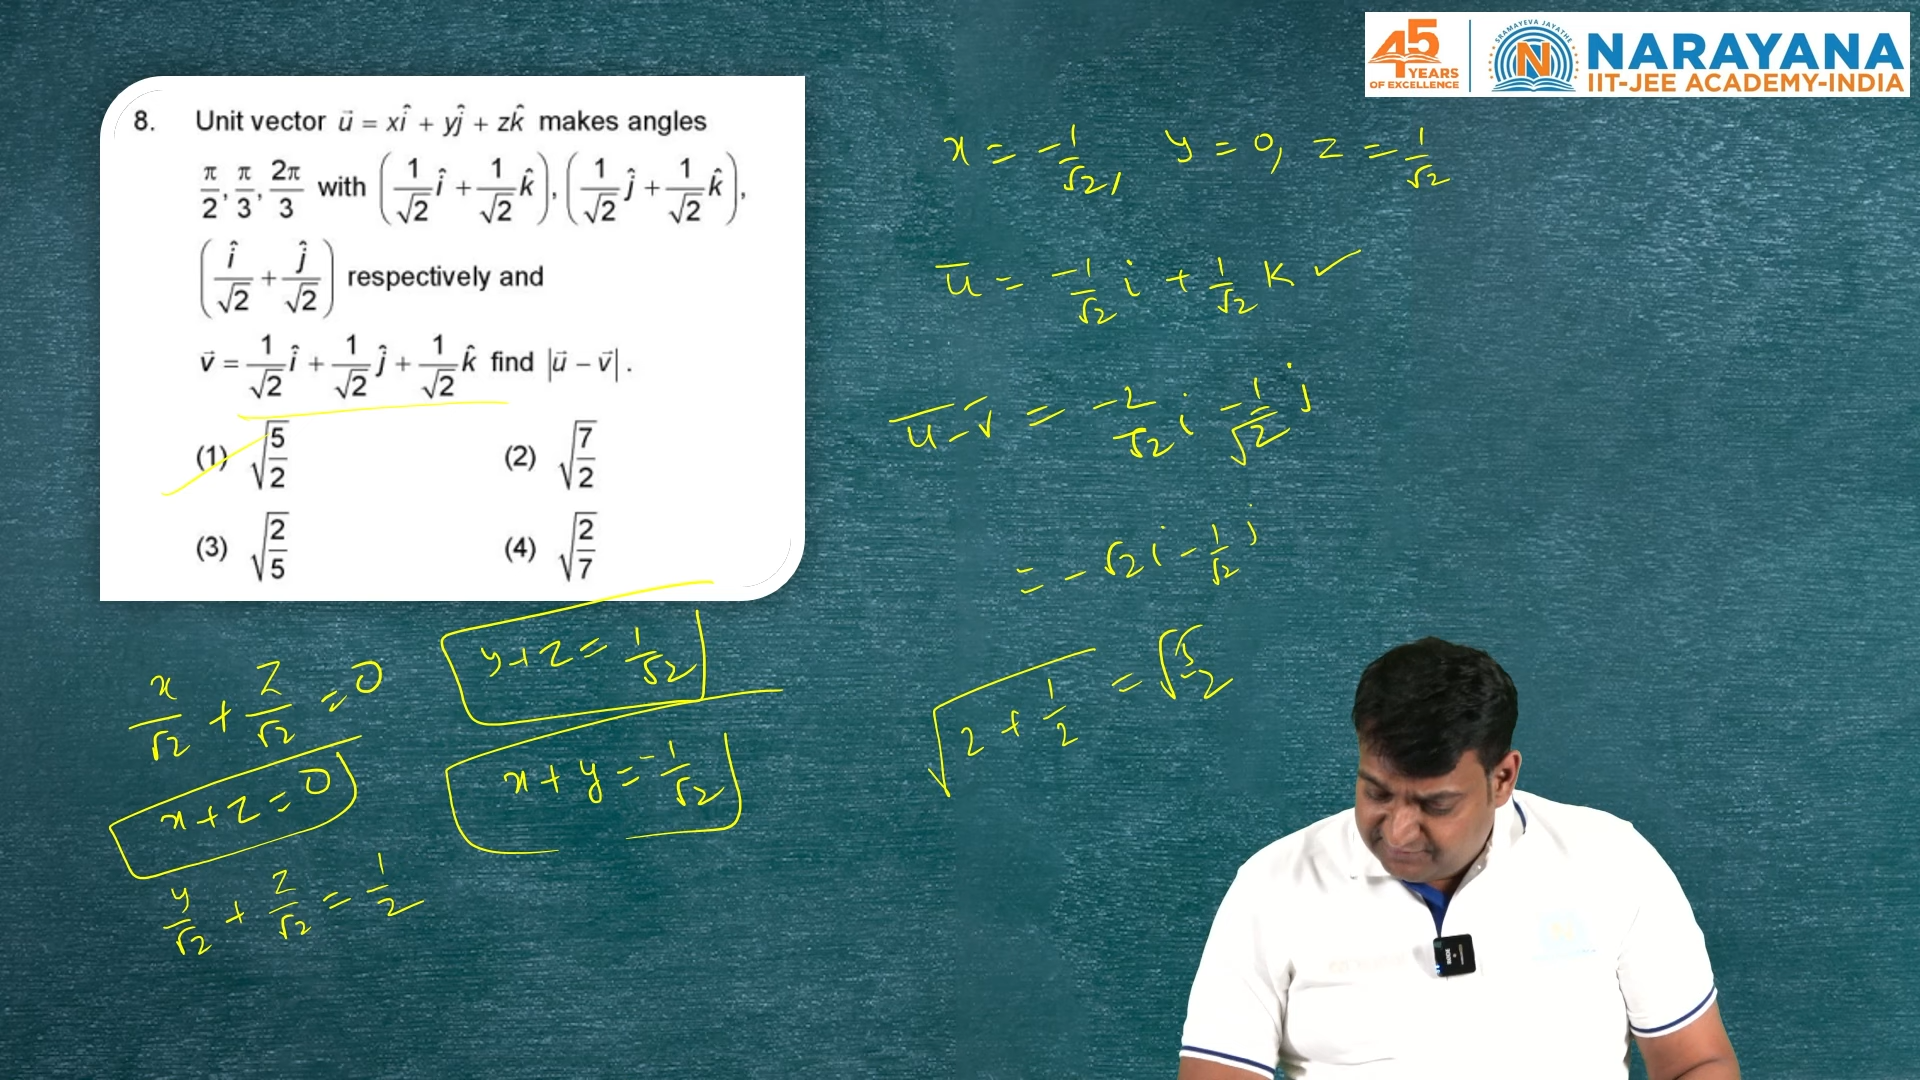 45 YEARS OF EXCELLENCE
SRAMAYEVA JAYATHE
N
NARAYANA
IIT-JEE ACADEMY-INDIA
8. Unit vector u⃗ = xî + yĵ + zk̂ makes angles
π/2, π/3, 2π/3 with (1/√2 î + 1/√2 k̂), (1/√2 ĵ + 1/√2 k̂),
(î/√2 + ĵ/√2) respectively and
v⃗ = 1/√2 î + 1/√2 ĵ + 1/√2 k̂ find |u⃗ − v⃗|.
(1) √(5/2) (2) √(7/2)
(3) √(2/5) (4) √(2/7)
x/√2 + z/√2 = 0
x + z = 0
y/√2 + z/√2 = 1/2
y + z = 1/√2
x + y = -1/√2
x = -1/√2, y = 0, z = 1/√2
u̅ = -1/√2 i + 1/√2 k ✓
u̅ - v̅ = -2/√2 i - 1/√2 j
= - √2 i - 1/√2 j
√(2 + 1/2) = √(5/2)